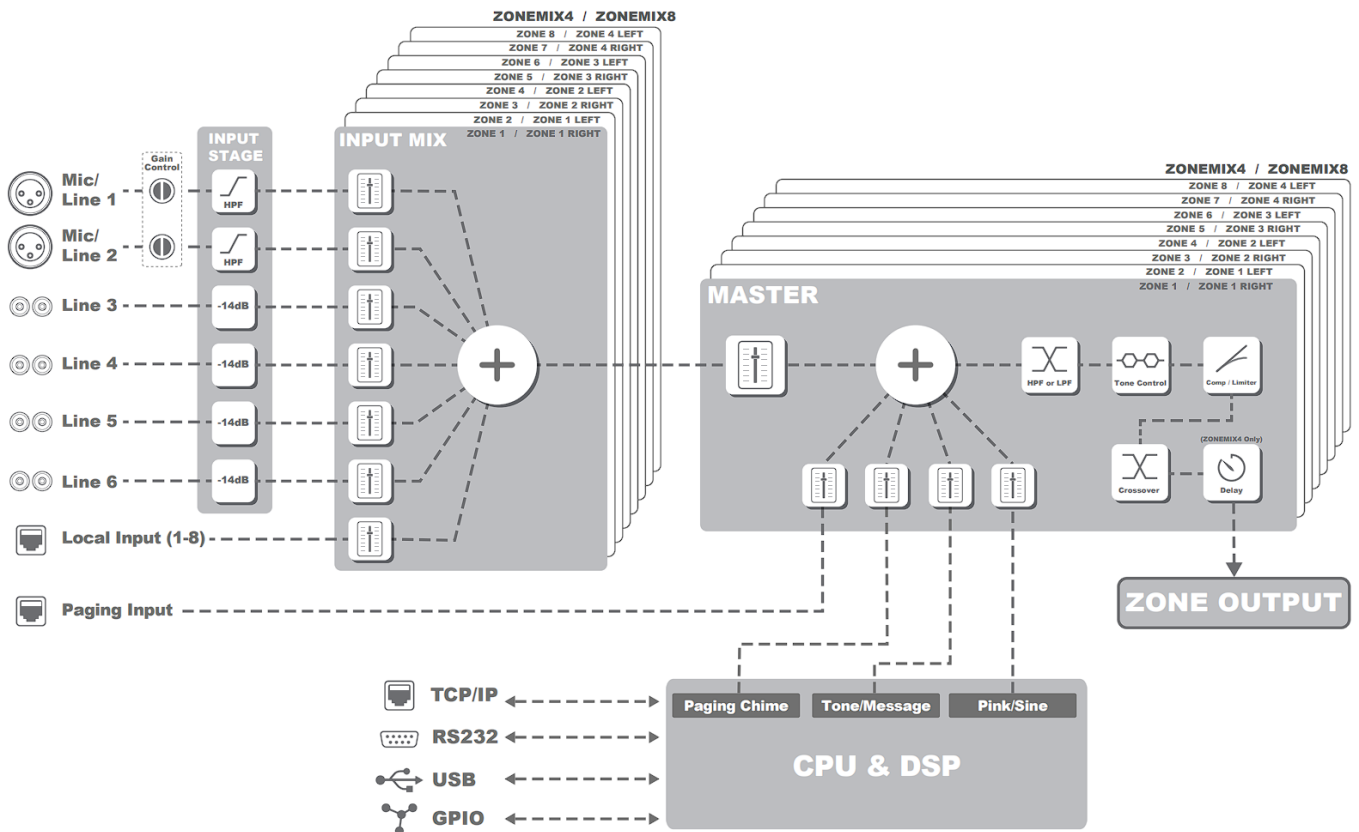 ZONEMIX4 / ZONEMIX8
ZONE 8 / ZONE 4 LEFT
ZONE 7 / ZONE 4 RIGHT
ZONE 6 / ZONE 3 LEFT
ZONE 5 / ZONE 3 RIGHT
ZONE 4 / ZONE 2 LEFT
ZONE 3 / ZONE 2 RIGHT
ZONE 2 / ZONE 1 LEFT
ZONE 1 / ZONE 1 RIGHT
INPUT
STAGE
INPUT MIX
Gain
Control
Mic/
Line 1
HPF
Mic/
Line 2
HPF
Line 3
-14dB
Line 4
-14dB
Line 5
-14dB
Line 6
-14dB
Local Input (1-8)
Paging Input
ZONEMIX4 / ZONEMIX8
ZONE 8 / ZONE 4 LEFT
ZONE 7 / ZONE 4 RIGHT
ZONE 6 / ZONE 3 LEFT
ZONE 5 / ZONE 3 RIGHT
ZONE 4 / ZONE 2 LEFT
ZONE 3 / ZONE 2 RIGHT
ZONE 2 / ZONE 1 LEFT
ZONE 1 / ZONE 1 RIGHT
MASTER
HPF or LPF
Tone Control
Comp / Limiter
(ZONEMIX4 Only)
Crossover
Delay
ZONE OUTPUT
TCP/IP
RS232
USB
GPIO
Paging Chime
Tone/Message
Pink/Sine
CPU & DSP